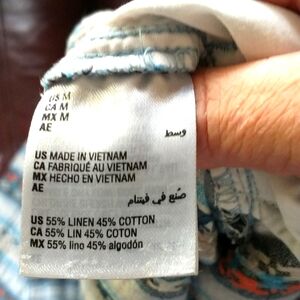 US M
CA M
MX M
AE
وسط
US MADE IN VIETNAM
CA FABRIQUÉ AU VIETNAM
MX HECHO EN VIETNAM
AE
صُنع في فيتنام
US 55% LINEN 45% COTTON
CA 55% LIN 45% COTON
MX 55% lino 45% algodón